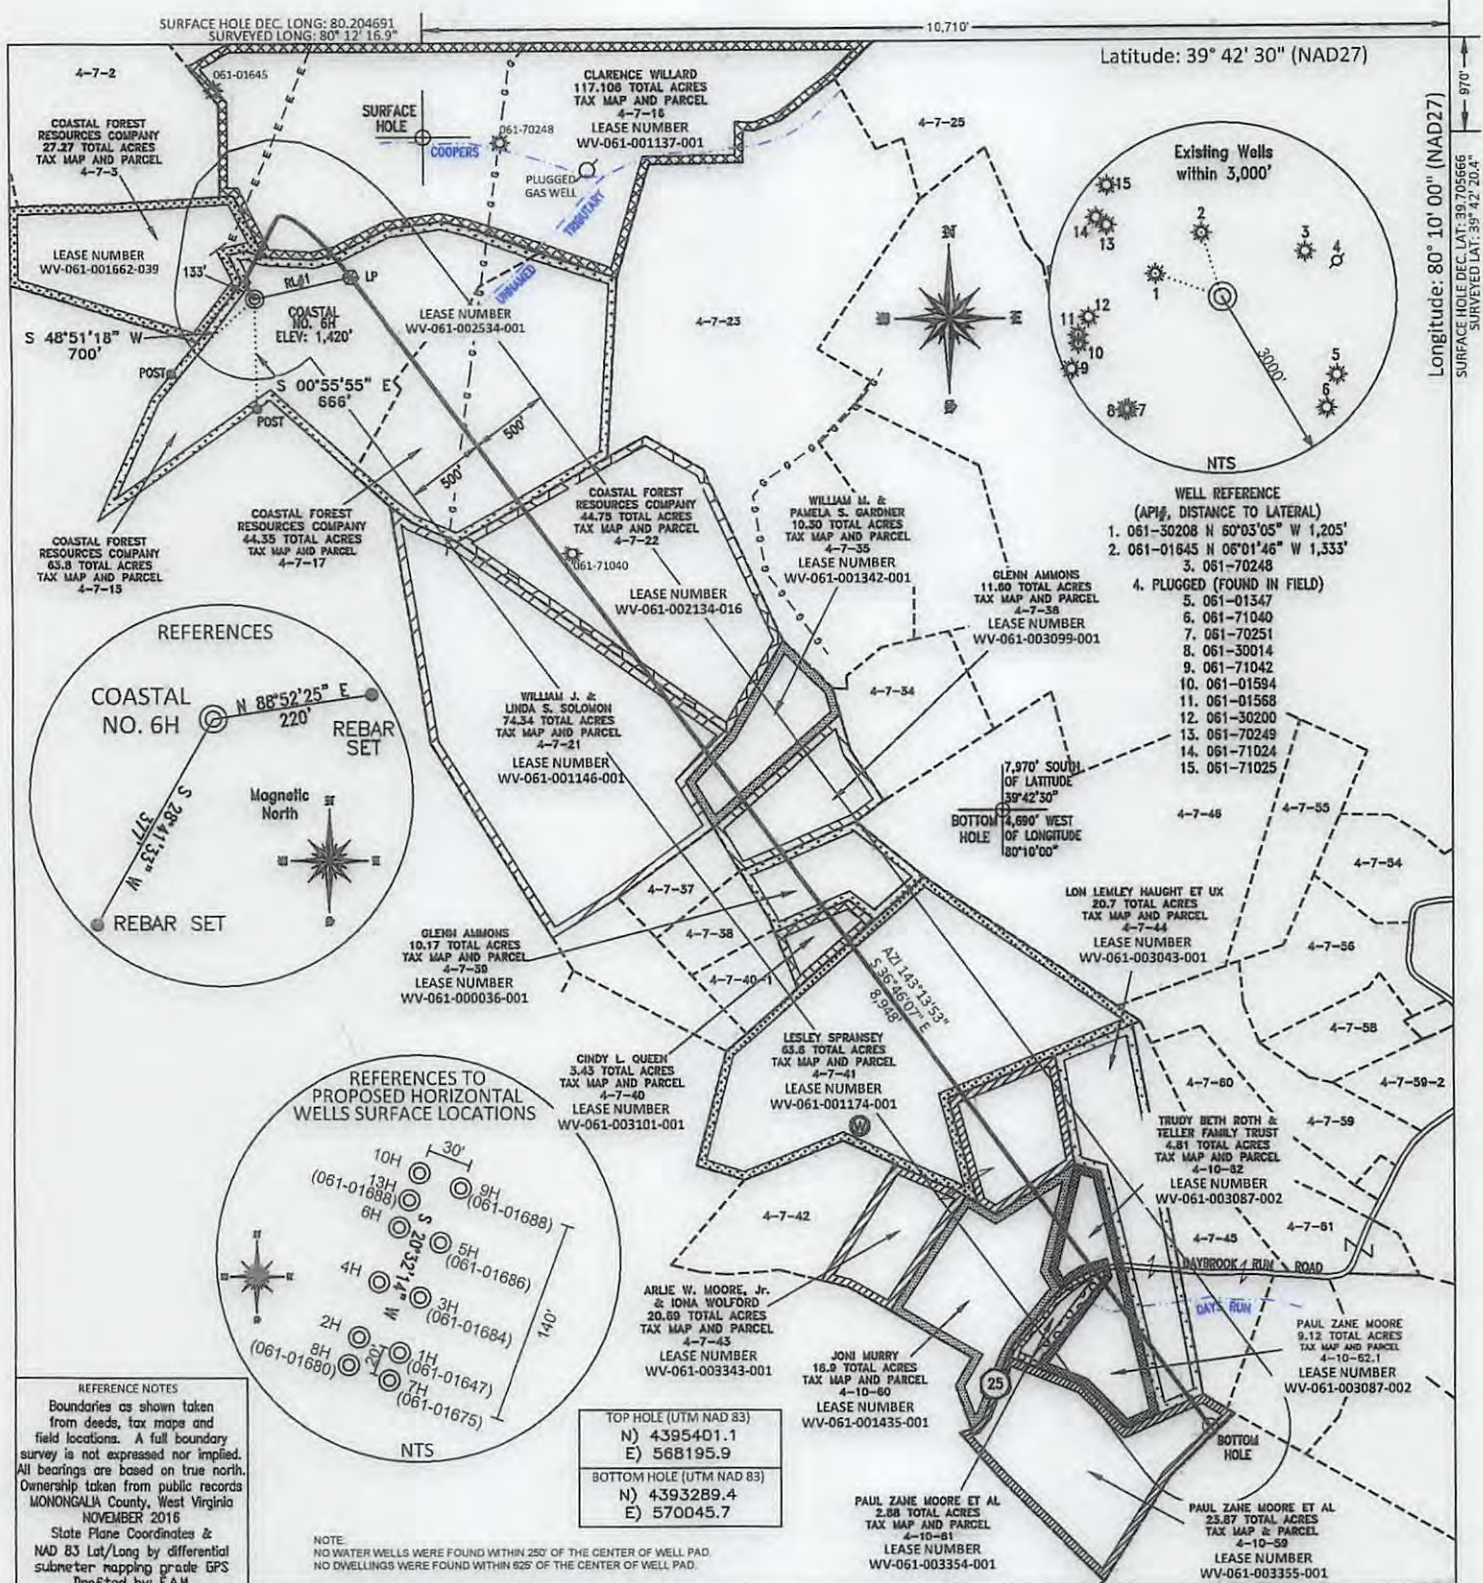 SURFACE HOLE DEC. LONG: 80.204691
SURVEYED LONG: 80° 12' 16.9"
10,710'
Latitude: 39° 42' 30" (NAD27)
970'
Longitude: 80° 10' 00" (NAD27)
SURFACE HOLE DEC. LAT: 39.705666
SURVEYED LAT: 39° 42' 20.4"
4-7-2
061-01645
COASTAL FOREST
RESOURCES COMPANY
27.27 TOTAL ACRES
TAX MAP AND PARCEL
4-7-3
LEASE NUMBER
WV-061-001662-039
SURFACE
HOLE
COOPERS
061-70248
PLUGGED
GAS WELL
CLARENCE WILLARD
117.106 TOTAL ACRES
TAX MAP AND PARCEL
4-7-16
LEASE NUMBER
WV-061-001137-001
TRIBUTARY
UNNAMED
4-7-25
4-7-23
Existing Wells
within 3,000'
15
14
13
2
3
4
1
12
11
10
9
8
7
5
6
3000'
NTS
133'
RL#1
LP
COASTAL
NO. 6H
ELEV: 1,420'
LEASE NUMBER
WV-061-002534-001
S 48°51'18" W
700'
POST
S 00°55'55" E
666'
POST
500'
500'
COASTAL FOREST
RESOURCES COMPANY
63.8 TOTAL ACRES
TAX MAP AND PARCEL
4-7-15
COASTAL FOREST
RESOURCES COMPANY
44.35 TOTAL ACRES
TAX MAP AND PARCEL
4-7-17
COASTAL FOREST
RESOURCES COMPANY
44.75 TOTAL ACRES
TAX MAP AND PARCEL
4-7-22
061-71040
LEASE NUMBER
WV-061-002134-016
WILLIAM M. &
PAMELA S. GARDNER
10.30 TOTAL ACRES
TAX MAP AND PARCEL
4-7-35
LEASE NUMBER
WV-061-001342-001
GLENN AMMONS
11.60 TOTAL ACRES
TAX MAP AND PARCEL
4-7-36
LEASE NUMBER
WV-061-003099-001
WELL REFERENCE
(API#, DISTANCE TO LATERAL)
1. 061-30208 N 60°03'05" W 1,205'
2. 061-01645 N 06°01'46" W 1,333'
3. 061-70248
4. PLUGGED (FOUND IN FIELD)
5. 061-01347
6. 061-71040
7. 061-70251
8. 061-30014
9. 061-71042
10. 061-01594
11. 061-01568
12. 061-30200
13. 061-70249
14. 061-71024
15. 061-71025
REFERENCES
COASTAL
NO. 6H
N 88°52'25" E
220'
REBAR
SET
S 28°41'33" W
377'
REBAR SET
Magnetic
North
WILLIAM J. &
LINDA S. SOLOMON
74.34 TOTAL ACRES
TAX MAP AND PARCEL
4-7-21
LEASE NUMBER
WV-061-001146-001
4-7-34
7,970' SOUTH
OF LATITUDE
39°42'30"
BOTTOM
HOLE
4,690' WEST
OF LONGITUDE
80°10'00"
4-7-46
4-7-55
4-7-54
4-7-56
4-7-58
4-7-59-2
4-7-59
4-7-60
4-7-37
4-7-38
4-7-40-1
GLENN AMMONS
10.17 TOTAL ACRES
TAX MAP AND PARCEL
4-7-39
LEASE NUMBER
WV-061-000036-001
LON LEMLEY HAUGHT ET UX
20.7 TOTAL ACRES
TAX MAP AND PARCEL
4-7-44
LEASE NUMBER
WV-061-003043-001
AZI 143°13'53"
S 36°46'07" E
8,948'
CINDY L. QUEEN
3.43 TOTAL ACRES
TAX MAP AND PARCEL
4-7-40
LEASE NUMBER
WV-061-003101-001
LESLEY SPRANSEY
63.6 TOTAL ACRES
TAX MAP AND PARCEL
4-7-41
LEASE NUMBER
WV-061-001174-001
W
TRUDY BETH ROTH &
TELLER FAMILY TRUST
4.81 TOTAL ACRES
TAX MAP AND PARCEL
4-10-62
LEASE NUMBER
WV-061-003087-002
4-7-42
4-7-45
4-7-61
DAYBROOK RUN ROAD
DAYS RUN
REFERENCES TO
PROPOSED HORIZONTAL
WELLS SURFACE LOCATIONS
10H
30'
13H
(061-01688)
9H
(061-01688)
6H
5H
(061-01686)
4H
S 20°32'14" W
3H
(061-01684)
140'
2H
8H
(061-01680)
20'
1H
(061-01647)
7H
(061-01675)
NTS
ARLIE W. MOORE, Jr.
& IONA WOLFORD
20.69 TOTAL ACRES
TAX MAP AND PARCEL
4-7-43
LEASE NUMBER
WV-061-003343-001
JONI MURRY
16.9 TOTAL ACRES
TAX MAP AND PARCEL
4-10-60
LEASE NUMBER
WV-061-001435-001
25
PAUL ZANE MOORE
9.12 TOTAL ACRES
TAX MAP AND PARCEL
4-10-62.1
LEASE NUMBER
WV-061-003087-002
BOTTOM
HOLE
PAUL ZANE MOORE ET AL
2.88 TOTAL ACRES
TAX MAP AND PARCEL
4-10-61
LEASE NUMBER
WV-061-003354-001
PAUL ZANE MOORE ET AL
23.87 TOTAL ACRES
TAX MAP & PARCEL
4-10-59
LEASE NUMBER
WV-061-003355-001
TOP HOLE (UTM NAD 83)
N) 4395401.1
E) 568195.9
BOTTOM HOLE (UTM NAD 83)
N) 4393289.4
E) 570045.7
REFERENCE NOTES
Boundaries as shown taken
from deeds, tax maps and
field locations. A full boundary
survey is not expressed nor implied.
All bearings are based on true north.
Ownership taken from public records
MONONGALIA County, West Virginia
NOVEMBER 2016
State Plane Coordinates &
NAD 83 Lat/Long by differential
submeter mapping grade GPS
Drafted by: E.A.M.
NOTE:
NO WATER WELLS WERE FOUND WITHIN 250' OF THE CENTER OF WELL PAD.
NO DWELLINGS WERE FOUND WITHIN 625' OF THE CENTER OF WELL PAD.